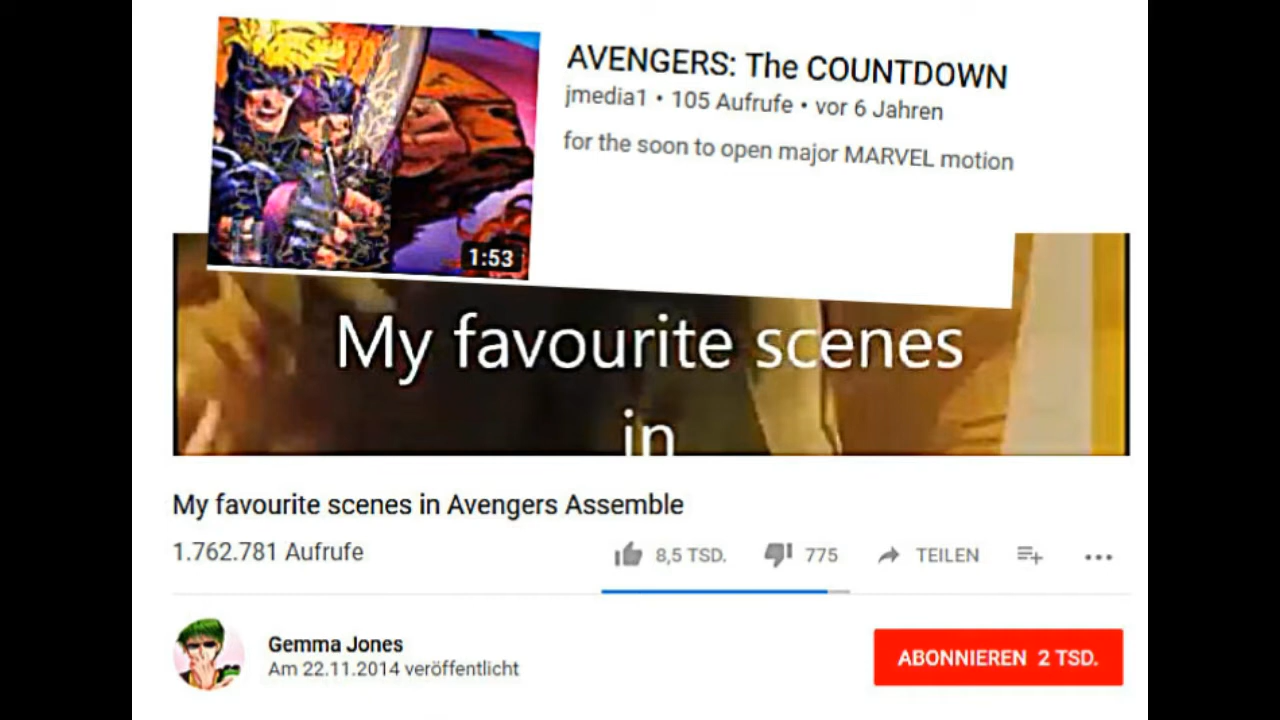 AVENGERS: The COUNTDOWN
jmedia1 • 105 Aufrufe • vor 6 Jahren
for the soon to open major MARVEL motion
1:53
My favourite scenes
in
My favourite scenes in Avengers Assemble
1.762.781 Aufrufe
8,5 TSD. 775 TEILEN
Gemma Jones
Am 22.11.2014 veröffentlicht
ABONNIEREN 2 TSD.